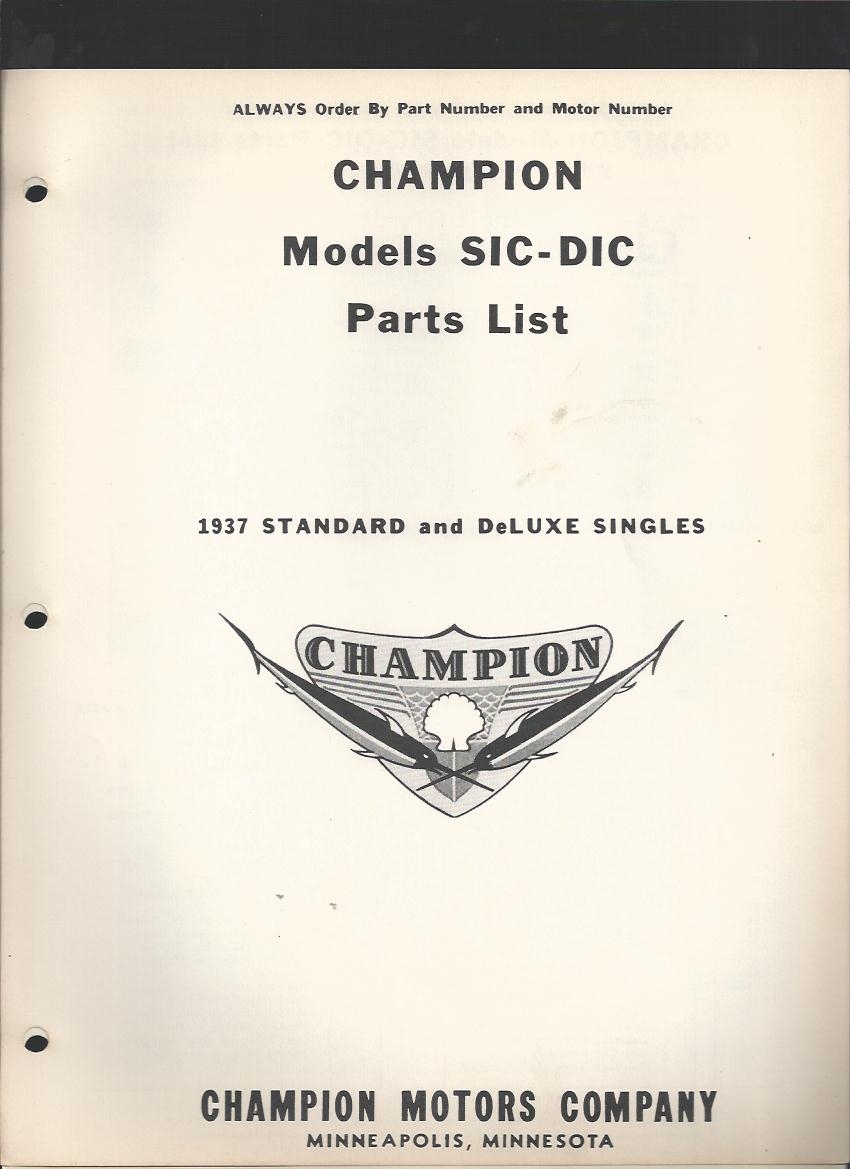 ALWAYS Order By Part Number and Motor Number
CHAMPION
Models SIC-DIC
Parts List
1937 STANDARD and DeLUXE SINGLES
CHAMPION
CHAMPION MOTORS COMPANY
MINNEAPOLIS, MINNESOTA